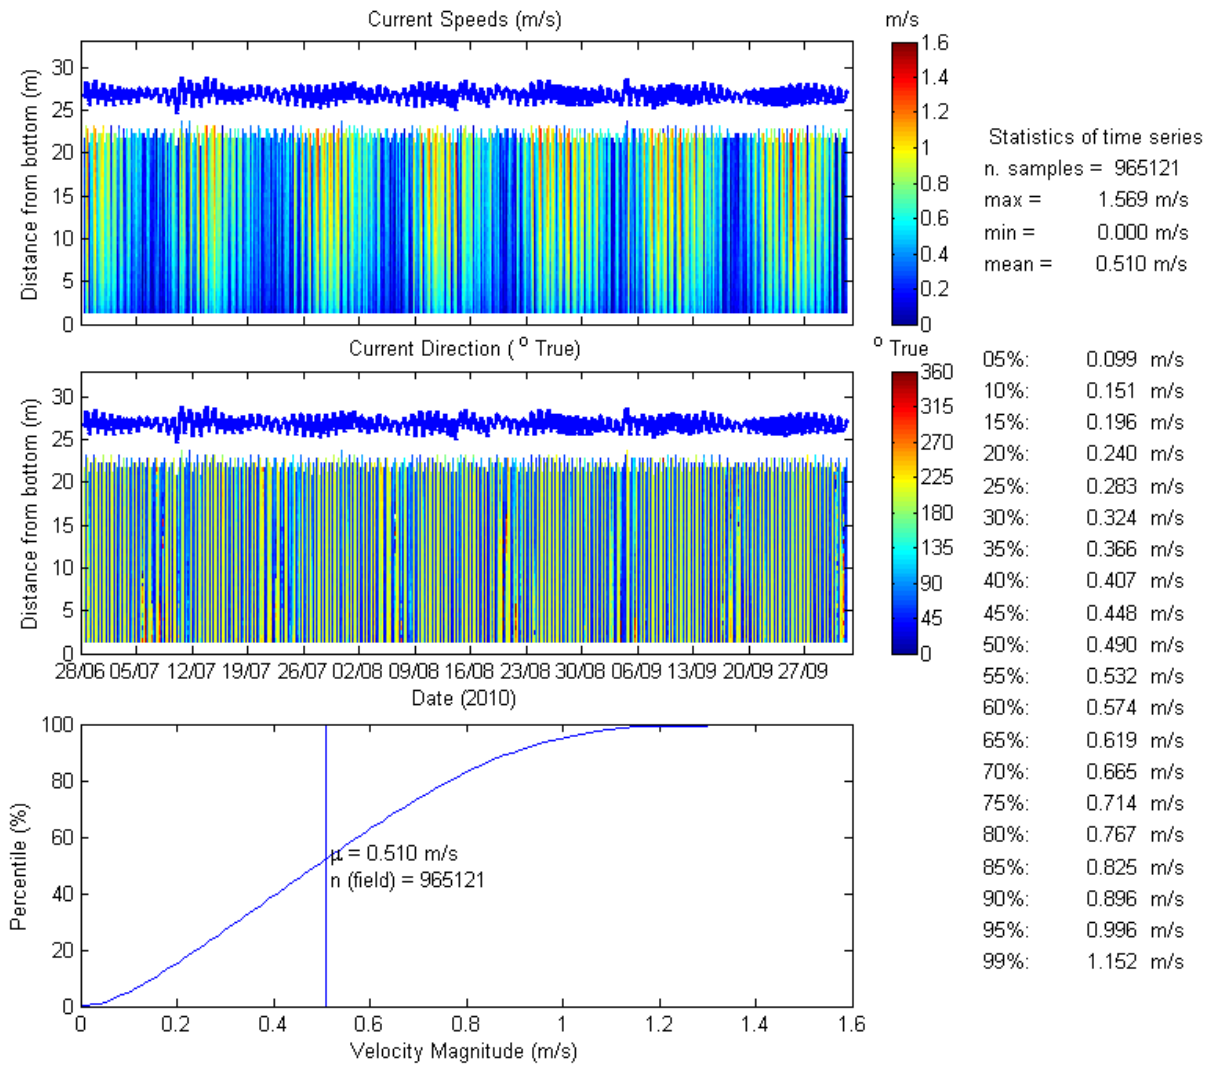 Current Speeds (m/s)
m/s
Distance from bottom (m)
30
25
20
15
10
5
0
1.6
1.4
1.2
1
0.8
0.6
0.4
0.2
0
Statistics of time series
n. samples = 965121
max = 1.569 m/s
min = 0.000 m/s
mean = 0.510 m/s
Current Direction ( º True)
º True
Distance from bottom (m)
30
25
20
15
10
5
0
360
315
270
225
180
135
90
45
0
28/06 05/07 12/07 19/07 26/07 02/08 09/08 16/08 23/08 30/08 06/09 13/09 20/09 27/09
Date (2010)
05%: 0.099 m/s
10%: 0.151 m/s
15%: 0.196 m/s
20%: 0.240 m/s
25%: 0.283 m/s
30%: 0.324 m/s
35%: 0.366 m/s
40%: 0.407 m/s
45%: 0.448 m/s
50%: 0.490 m/s
55%: 0.532 m/s
60%: 0.574 m/s
65%: 0.619 m/s
70%: 0.665 m/s
75%: 0.714 m/s
80%: 0.767 m/s
85%: 0.825 m/s
90%: 0.896 m/s
95%: 0.996 m/s
99%: 1.152 m/s
Percentile (%)
100
80
60
40
20
0
μ = 0.510 m/s
n (field) = 965121
0 0.2 0.4 0.6 0.8 1 1.2 1.4 1.6
Velocity Magnitude (m/s)